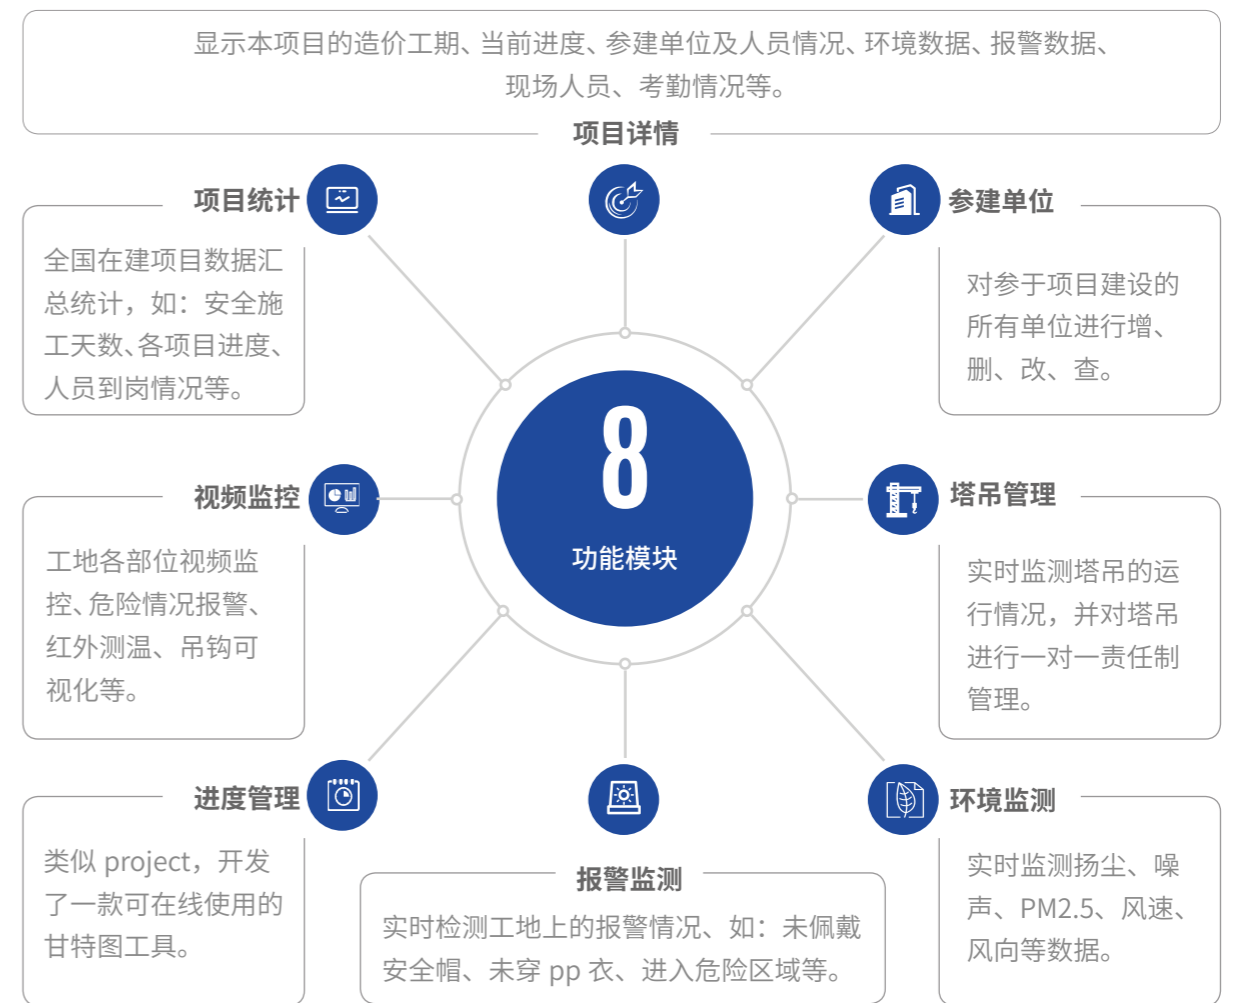 显示本项目的造价工期、当前进度、参建单位及人员情况、环境数据、报警数据、
现场人员、考勤情况等。
项目详情
项目统计
全国在建项目数据汇
总统计，如：安全施
工天数、各项目进度、
人员到岗情况等。
参建单位
对参于项目建设的
所有单位进行增、
删、改、查。
8
功能模块
视频监控
工地各部位视频监
控、危险情况报警、
红外测温、吊钩可
视化等。
塔吊管理
实时监测塔吊的运
行情况，并对塔吊
进行一对一责任制
管理。
进度管理
类似 project，开发
了一款可在线使用的
甘特图工具。
报警监测
实时检测工地上的报警情况、如：未佩戴
安全帽、未穿 pp 衣、进入危险区域等。
环境监测
实时监测扬尘、噪
声、PM2.5、风速、
风向等数据。